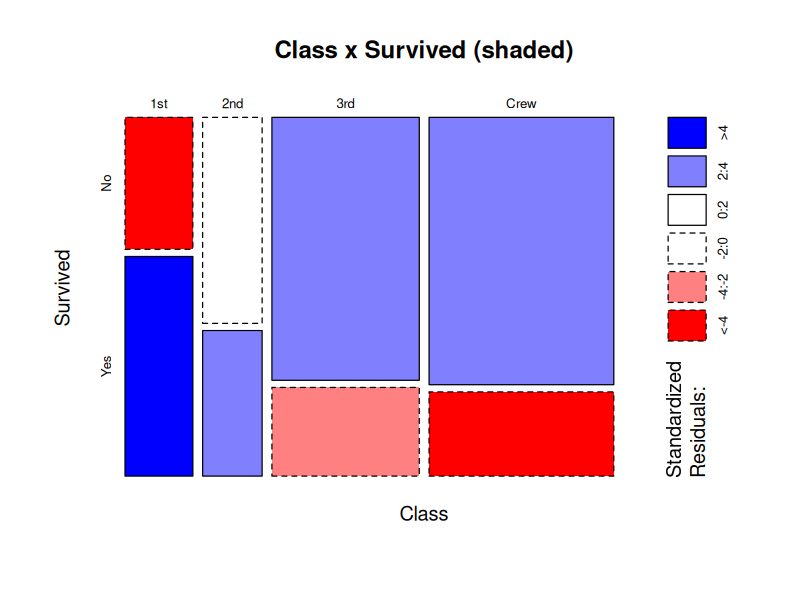 Class x Survived (shaded)
1st 2nd 3rd Crew
No
Yes
Survived
Class
>4
2:4
0:2
-2:0
-4:-2
<-4
Standardized
Residuals: